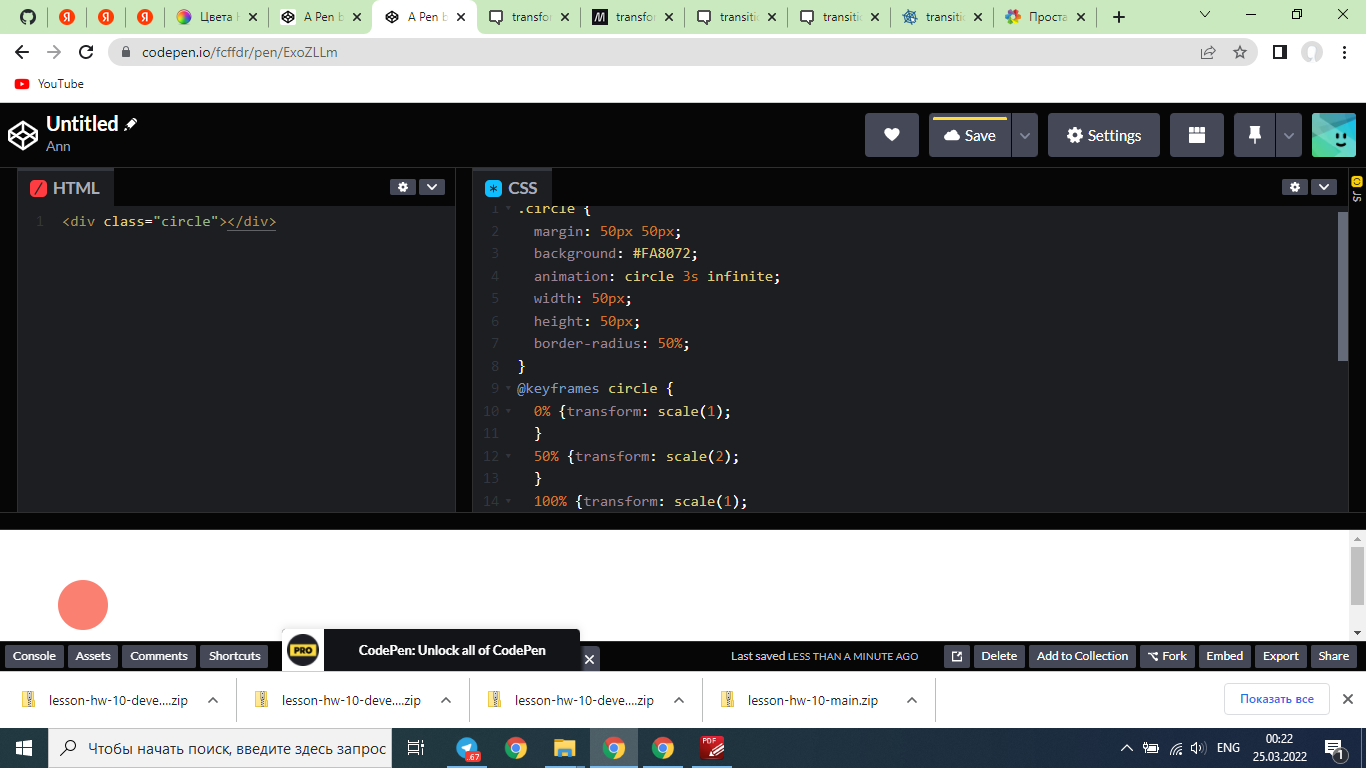 Я
Я
Я
Цвета
A Pen b
A Pen b
transfor
M
transfor
transitio
transitio
transitio
Проста
codepen.io/fcffdr/pen/ExoZLLm
YouTube
Untitled
Ann
Save
Settings
HTML
CSS
JS
1 <div class="circle"></div>
1 .circle {
2 margin: 50px 50px;
3 background: #FA8072;
4 animation: circle 3s infinite;
5 width: 50px;
6 height: 50px;
7 border-radius: 50%;
8 }
9 @keyframes circle {
10 0% {transform: scale(1);
11 }
12 50% {transform: scale(2);
13 }
14 100% {transform: scale(1);
PRO CodePen: Unlock all of CodePen
Console Assets Comments Shortcuts
Last saved LESS THAN A MINUTE AGO
Delete Add to Collection Fork Embed Export Share
lesson-hw-10-deve....zip
lesson-hw-10-deve....zip
lesson-hw-10-deve....zip
lesson-hw-10-main.zip
Показать все
Чтобы начать поиск, введите здесь запрос
.67
PDF
ENG
00:22
25.03.2022
1